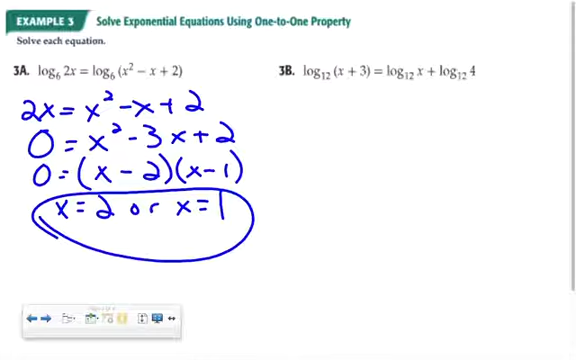 EXAMPLE 3 Solve Exponential Equations Using One-to-One Property
Solve each equation.
3A. log₆ 2x = log₆ (x² − x + 2)
2x = x² - x + 2
0 = x² - 3x + 2
0 = (x - 2)(x - 1)
x = 2 or x = 1
3B. log₁₂ (x + 3) = log₁₂ x + log₁₂ 4